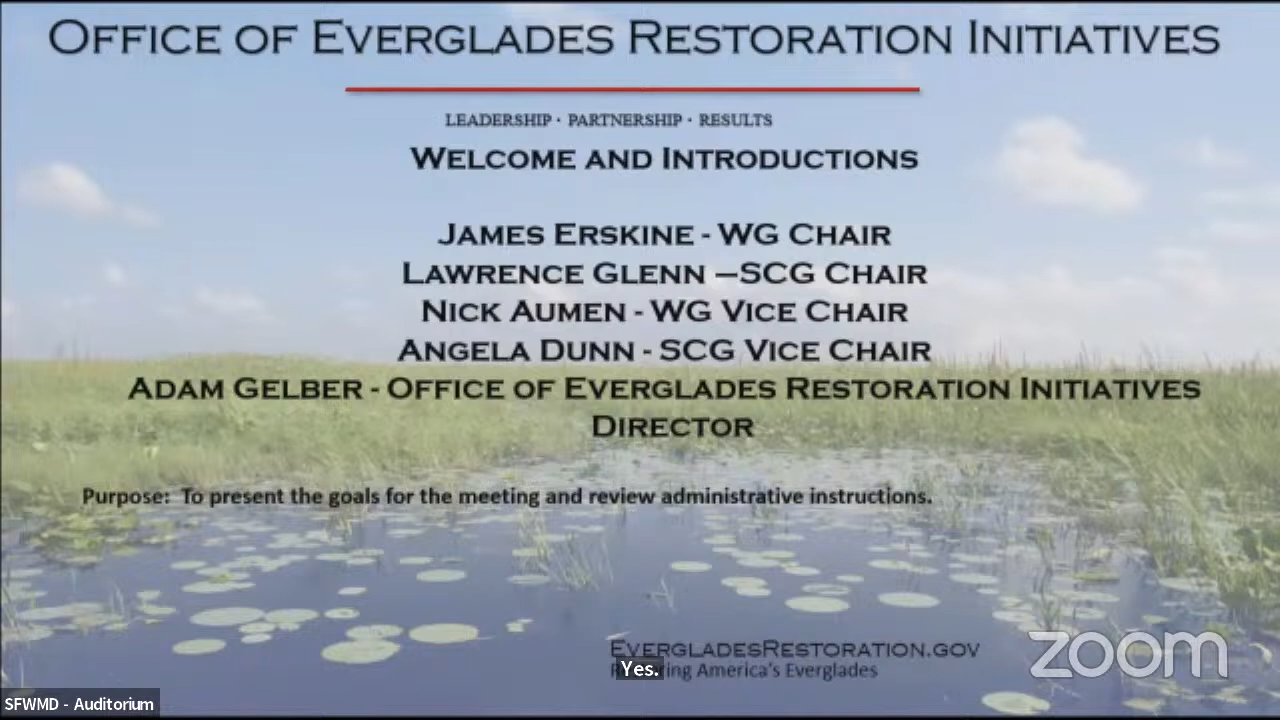 OFFICE OF EVERGLADES RESTORATION INITIATIVES
LEADERSHIP · PARTNERSHIP · RESULTS
WELCOME AND INTRODUCTIONS
JAMES ERSKINE - WG CHAIR
LAWRENCE GLENN –SCG CHAIR
NICK AUMEN - WG VICE CHAIR
ANGELA DUNN - SCG VICE CHAIR
ADAM GELBER - OFFICE OF EVERGLADES RESTORATION INITIATIVES
DIRECTOR
Purpose: To present the goals for the meeting and review administrative instructions.
EVERGLADESRESTORATION.GOV
America's Everglades
Yes.
zoom
SFWMD - Auditorium